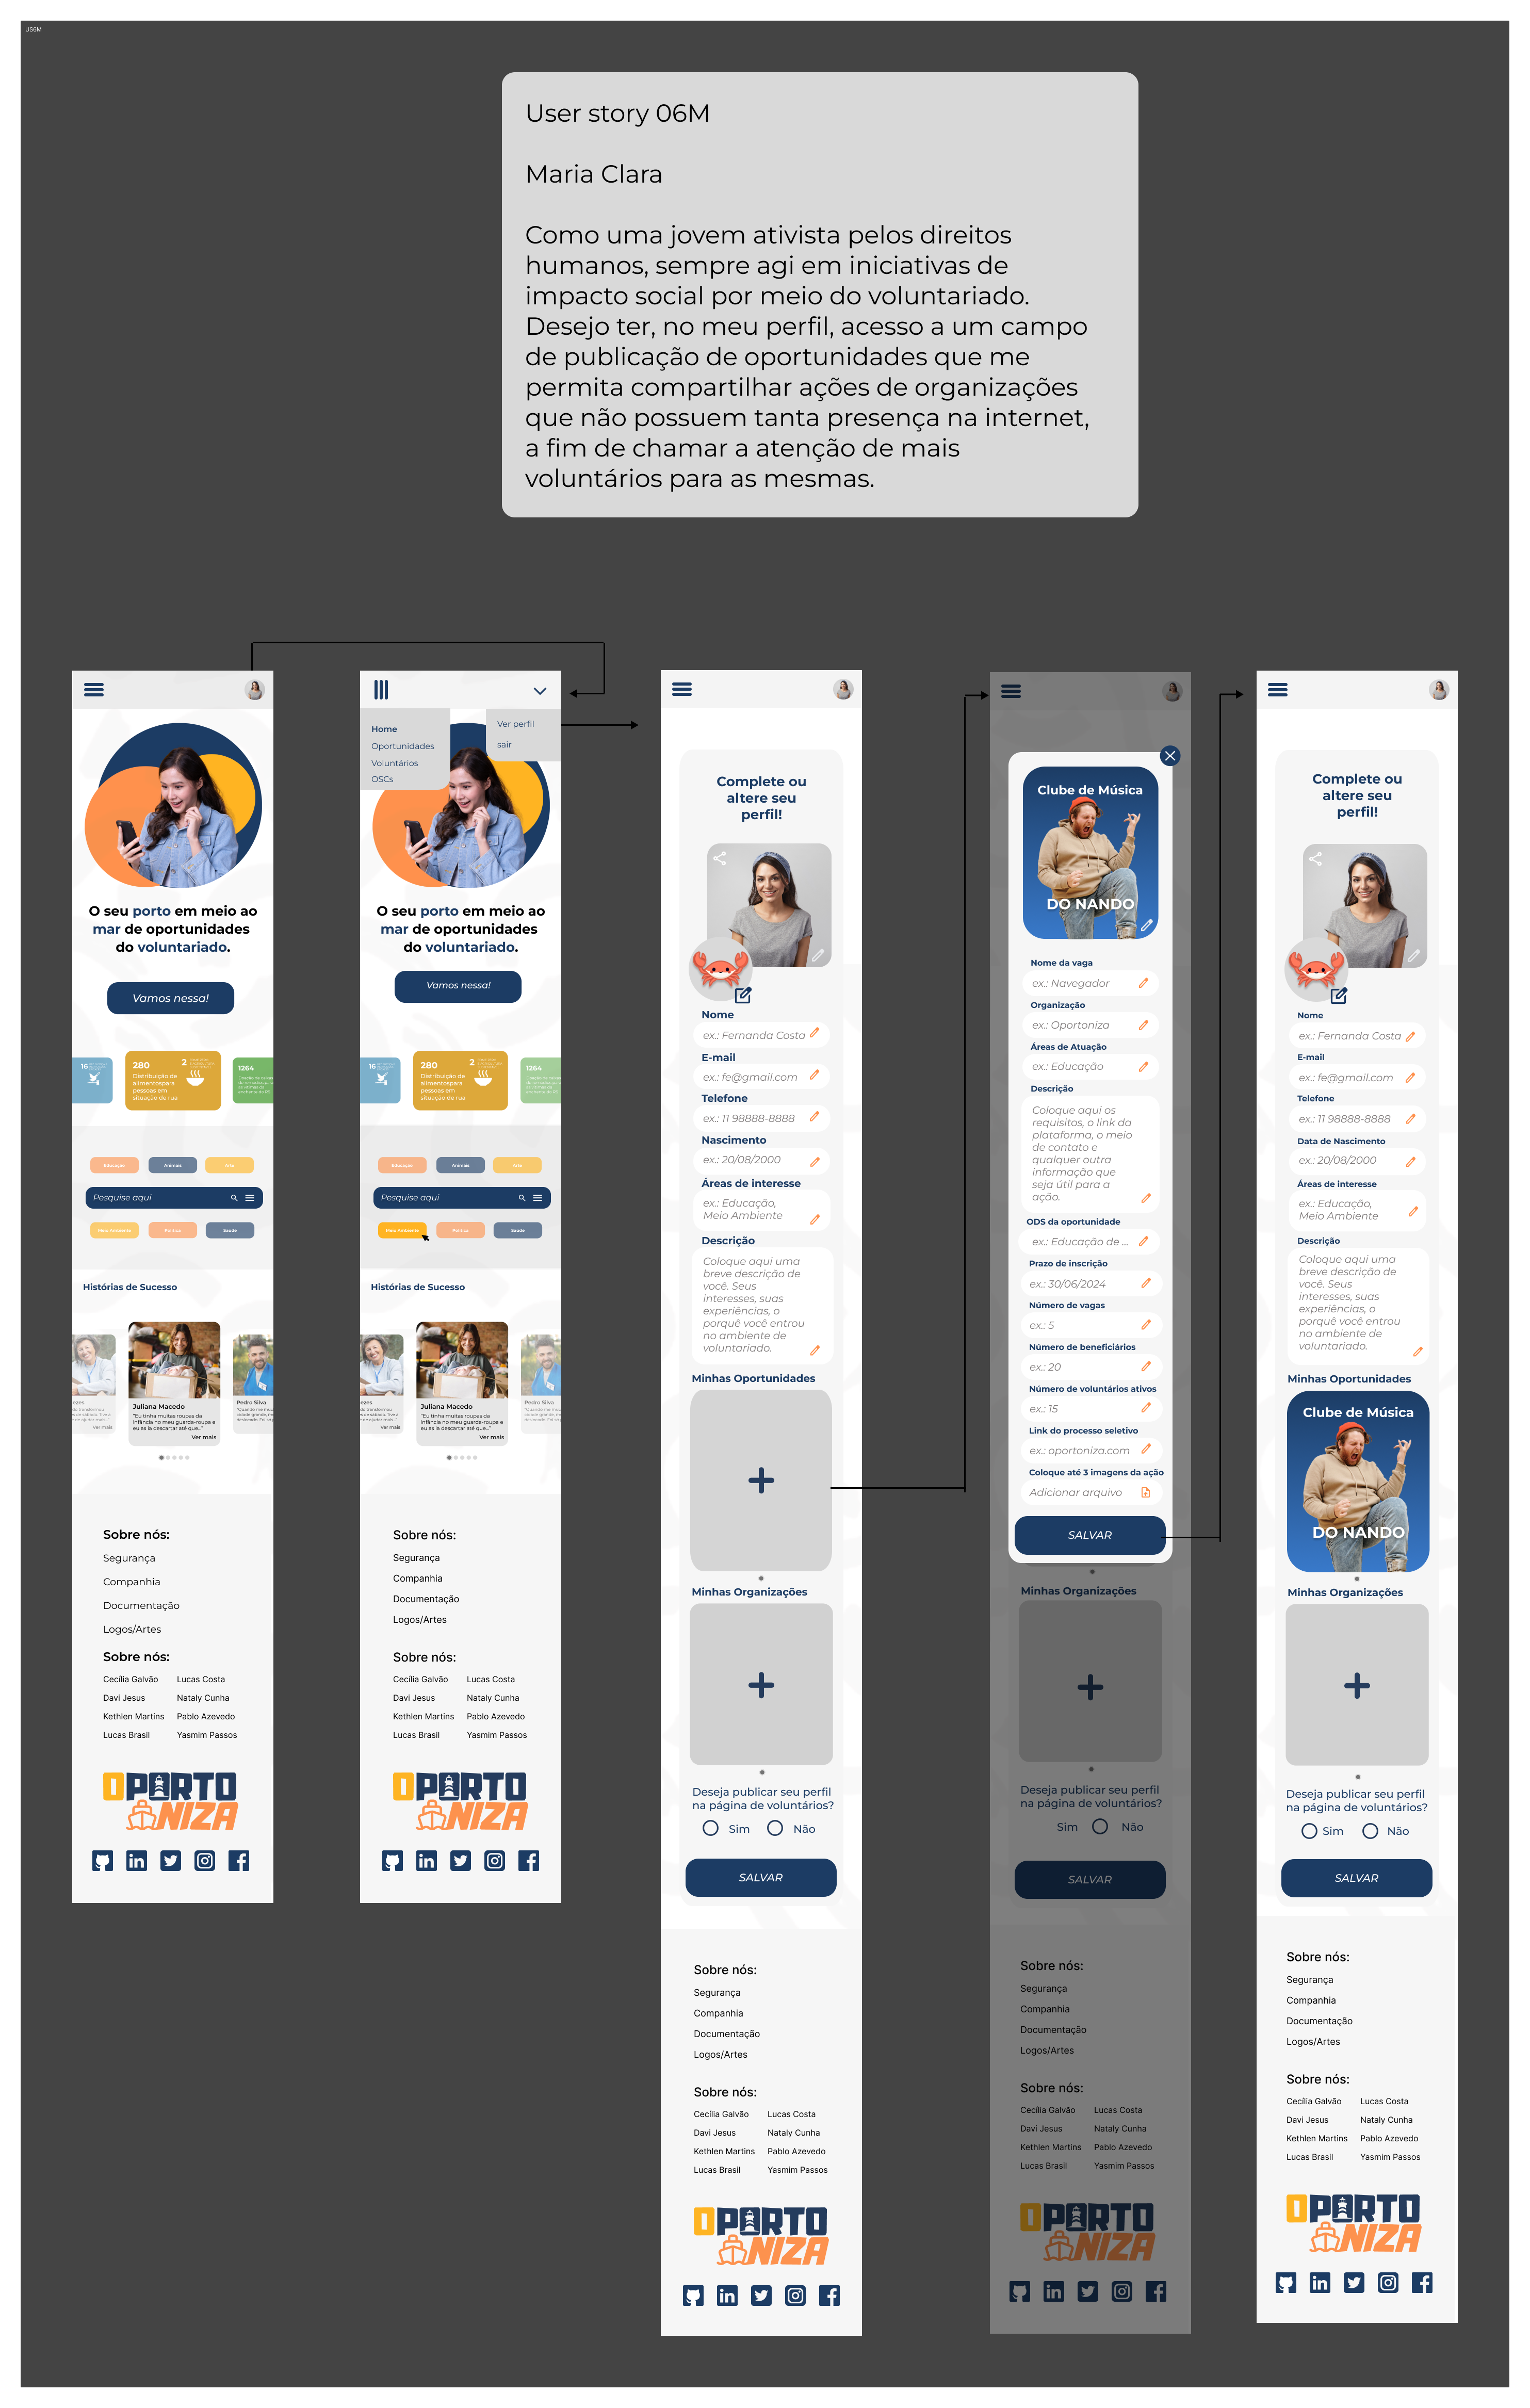 US6M
User story 06M
Maria Clara
Como uma jovem ativista pelos direitos
humanos, sempre agi em iniciativas de
impacto social por meio do voluntariado.
Desejo ter, no meu perfil, acesso a um campo
de publicação de oportunidades que me
permita compartilhar ações de organizações
que não possuem tanta presença na internet,
a fim de chamar a atenção de mais
voluntários para as mesmas.
O seu porto em meio ao
mar de oportunidades
do voluntariado.
Vamos nessa!
16
280
Distribuição de
alimentospara
pessoas em
situação de rua
2
1264
Educação
Animais
Arte
Pesquise aqui
Meio Ambiente
Política
Saúde
Histórias de Sucesso
Juliana Macedo
"Eu tinha muitas roupas da
infância no meu guarda-roupa e
eu as ia descartar até que..."
Ver mais
Ver mais
Pedro Silva
Sobre nós:
Segurança
Companhia
Documentação
Logos/Artes
Sobre nós:
Cecília Galvão
Lucas Costa
Davi Jesus
Nataly Cunha
Kethlen Martins
Pablo Azevedo
Lucas Brasil
Yasmim Passos
OPORTO
NIZA
Home
Oportunidades
Voluntários
OSCs
Ver perfil
sair
O seu porto em meio ao
mar de oportunidades
do voluntariado.
Vamos nessa!
16
280
Distribuição de
alimentospara
pessoas em
situação de rua
2
1264
Educação
Animais
Arte
Pesquise aqui
Meio Ambiente
Política
Saúde
Histórias de Sucesso
Juliana Macedo
"Eu tinha muitas roupas da
infância no meu guarda-roupa e
eu as ia descartar até que..."
Ver mais
Ver mais
Pedro Silva
Sobre nós:
Segurança
Companhia
Documentação
Logos/Artes
Sobre nós:
Cecília Galvão
Lucas Costa
Davi Jesus
Nataly Cunha
Kethlen Martins
Pablo Azevedo
Lucas Brasil
Yasmim Passos
OPORTO
NIZA
Complete ou
altere seu
perfil!
Nome
ex.: Fernanda Costa
E-mail
ex.: fe@gmail.com
Telefone
ex.: 11 98888-8888
Nascimento
ex.: 20/08/2000
Áreas de interesse
ex.: Educação,
Meio Ambiente
Descrição
Coloque aqui uma
breve descrição de
você. Seus
interesses, suas
experiências, o
porquê você entrou
no ambiente de
voluntariado.
Minhas Oportunidades
Minhas Organizações
Deseja publicar seu perfil
na página de voluntários?
Sim
Não
SALVAR
Sobre nós:
Segurança
Companhia
Documentação
Logos/Artes
Sobre nós:
Cecília Galvão
Lucas Costa
Davi Jesus
Nataly Cunha
Kethlen Martins
Pablo Azevedo
Lucas Brasil
Yasmim Passos
OPORTO
NIZA
Clube de Música
DO NANDO
Nome da vaga
ex.: Navegador
Organização
ex.: Oportoniza
Áreas de Atuação
ex.: Educação
Descrição
Coloque aqui os
requisitos, o link da
plataforma, o meio
de contato e
qualquer outra
informação que
seja útil para a
ação.
ODS da oportunidade
ex.: Educação de ...
Prazo de inscrição
ex.: 30/06/2024
Número de vagas
ex.: 5
Número de beneficiários
ex.: 20
Número de voluntários ativos
ex.: 15
Link do processo seletivo
ex.: oportoniza.com
Coloque até 3 imagens da ação
Adicionar arquivo
SALVAR
Minhas Organizações
Deseja publicar seu perfil
na página de voluntários?
Sim
Não
SALVAR
Sobre nós:
Segurança
Companhia
Documentação
Logos/Artes
Sobre nós:
Cecília Galvão
Lucas Costa
Davi Jesus
Nataly Cunha
Kethlen Martins
Pablo Azevedo
Lucas Brasil
Yasmim Passos
OPORTO
NIZA
Complete ou
altere seu
perfil!
Nome
ex.: Fernanda Costa
E-mail
ex.: fe@gmail.com
Telefone
ex.: 11 98888-8888
Data de Nascimento
ex.: 20/08/2000
Áreas de interesse
ex.: Educação,
Meio Ambiente
Descrição
Coloque aqui uma
breve descrição de
você. Seus
interesses, suas
experiências, o
porquê você entrou
no ambiente de
voluntariado.
Minhas Oportunidades
Clube de Música
DO NANDO
Minhas Organizações
Deseja publicar seu perfil
na página de voluntários?
Sim
Não
SALVAR
Sobre nós:
Segurança
Companhia
Documentação
Logos/Artes
Sobre nós:
Cecília Galvão
Lucas Costa
Davi Jesus
Nataly Cunha
Kethlen Martins
Pablo Azevedo
Lucas Brasil
Yasmim Passos
OPORTO
NIZA